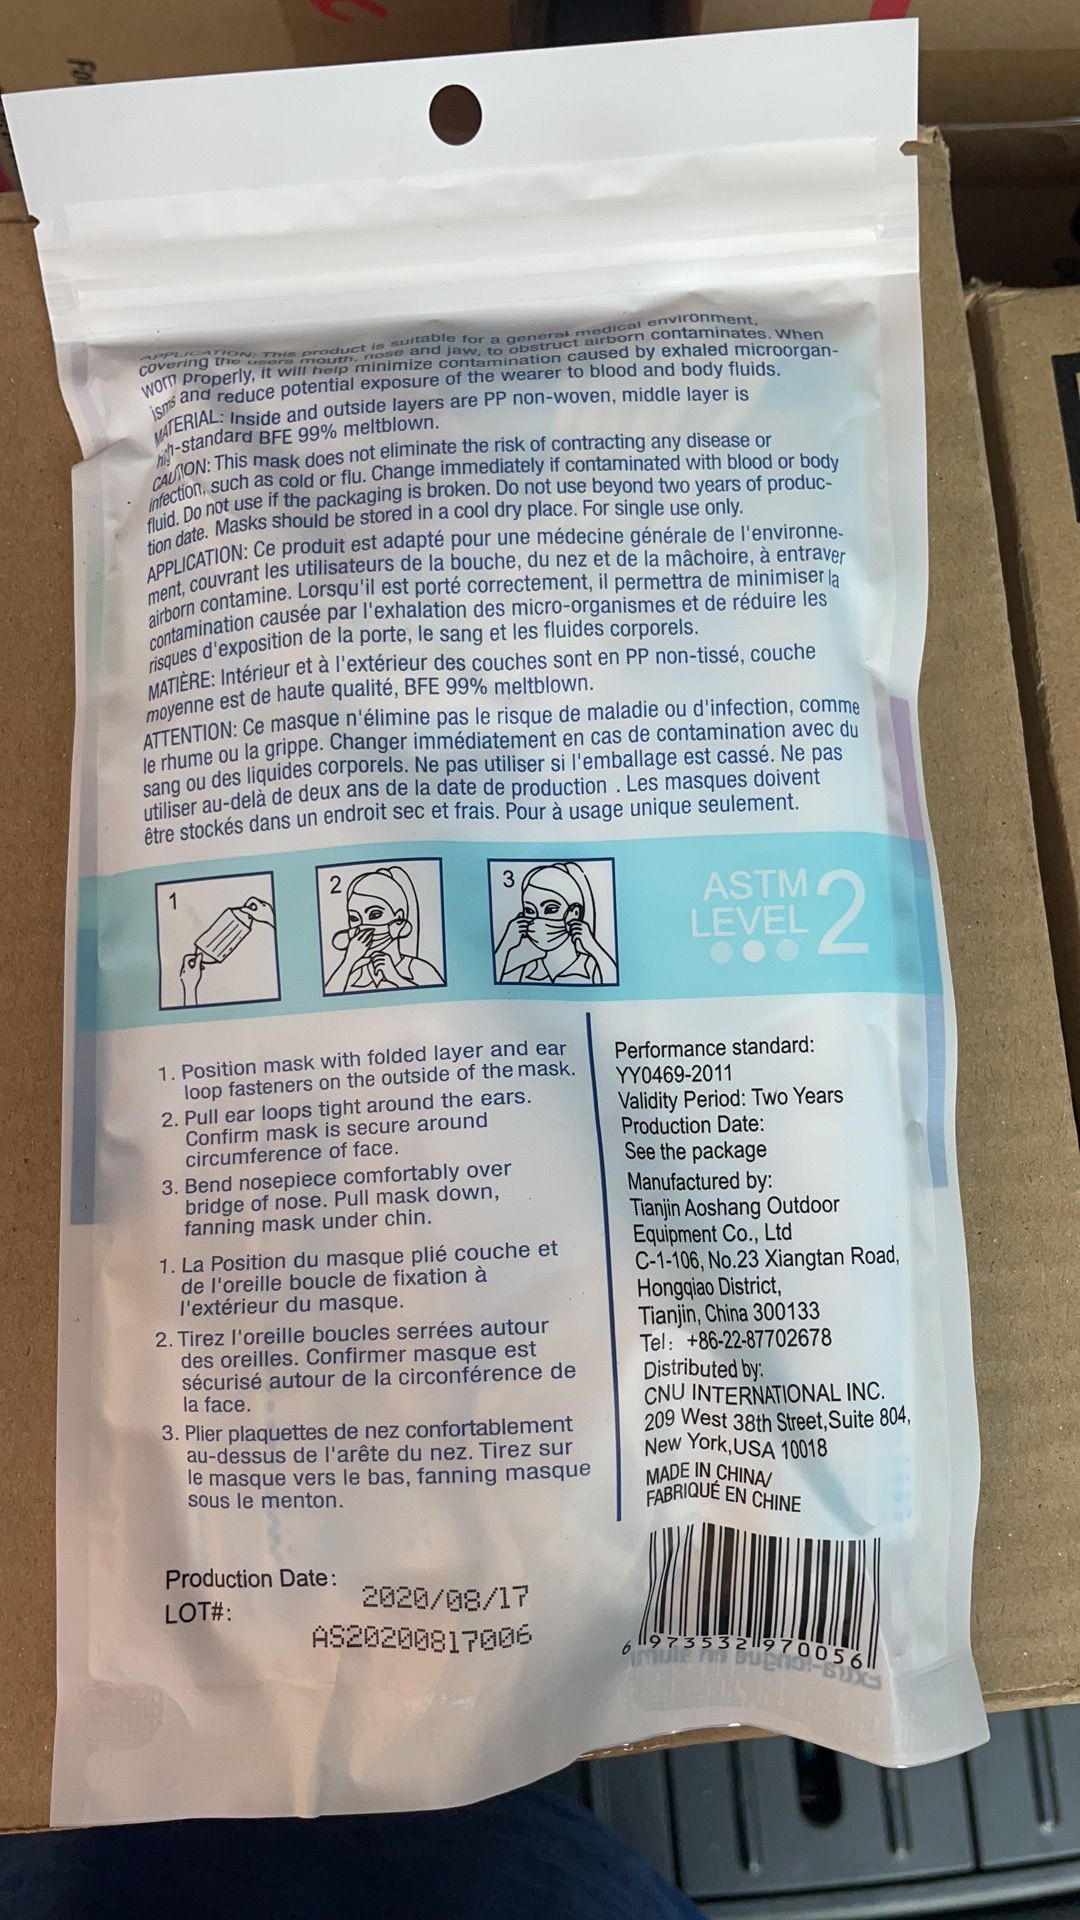 APPLICATION: This product is suitable for a general medical environment,
covering the users mouth, nose and jaw, to obstruct airborn contaminates. When
worn properly, it will help minimize contamination caused by exhaled microorgan-
isms and reduce potential exposure of the wearer to blood and body fluids.
MATERIAL: Inside and outside layers are PP non-woven, middle layer is
high-standard BFE 99% meltblown.
CAUTION: This mask does not eliminate the risk of contracting any disease or
infection, such as cold or flu. Change immediately if contaminated with blood or body
fluid. Do not use if the packaging is broken. Do not use beyond two years of produc-
tion date. Masks should be stored in a cool dry place. For single use only.
APPLICATION: Ce produit est adapté pour une médecine générale de l'environne-
ment, couvrant les utilisateurs de la bouche, du nez et de la mâchoire, à entraver
airborn contamine. Lorsqu'il est porté correctement, il permettra de minimiser la
contamination causée par l'exhalation des micro-organismes et de réduire les
risques d'exposition de la porte, le sang et les fluides corporels.
MATIÈRE: Intérieur et à l'extérieur des couches sont en PP non-tissé, couche
moyenne est de haute qualité, BFE 99% meltblown.
ATTENTION: Ce masque n'élimine pas le risque de maladie ou d'infection, comme
le rhume ou la grippe. Changer immédiatement en cas de contamination avec du
sang ou des liquides corporels. Ne pas utiliser si l'emballage est cassé. Ne pas
utiliser au-delà de deux ans de la date de production . Les masques doivent
être stockés dans un endroit sec et frais. Pour à usage unique seulement.
1
2
3
ASTM
LEVEL 2
1. Position mask with folded layer and ear
loop fasteners on the outside of the mask.
2. Pull ear loops tight around the ears.
Confirm mask is secure around
circumference of face.
3. Bend nosepiece comfortably over
bridge of nose. Pull mask down,
fanning mask under chin.
1. La Position du masque plié couche et
de l'oreille boucle de fixation à
l'extérieur du masque.
2. Tirez l'oreille boucles serrées autour
des oreilles. Confirmer masque est
sécurisé autour de la circonférence de
la face.
3. Plier plaquettes de nez confortablement
au-dessus de l'arête du nez. Tirez sur
le masque vers le bas, fanning masque
sous le menton.
Performance standard:
YY0469-2011
Validity Period: Two Years
Production Date:
See the package
Manufactured by:
Tianjin Aoshang Outdoor
Equipment Co., Ltd
C-1-106, No.23 Xiangtan Road,
Hongqiao District,
Tianjin, China 300133
Tel: +86-22-87702678
Distributed by:
CNU INTERNATIONAL INC.
209 West 38th Street,Suite 804,
New York,USA 10018
MADE IN CHINA/
FABRIQUÉ EN CHINE
Production Date: 2020/08/17
LOT#: AS20200817006
6 973532 970056